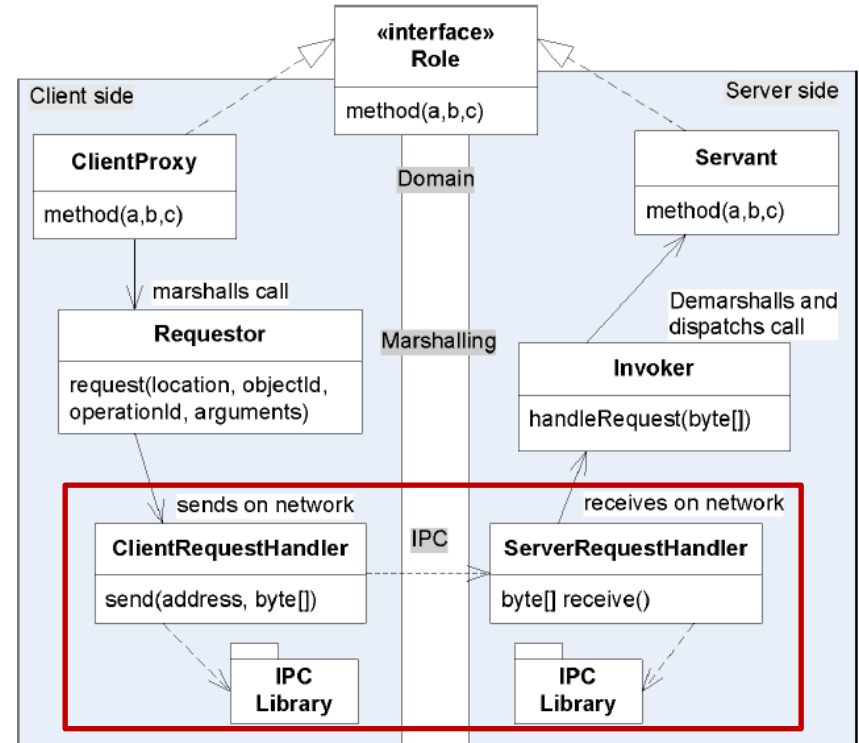 «interface»
Role
method(a,b,c)
Client side
Server side
ClientProxy
method(a,b,c)
Domain
Servant
method(a,b,c)
marshalls call
Demarshalls and
dispatchs call
Requestor
request(location, objectId,
operationId, arguments)
Marshalling
Invoker
handleRequest(byte[])
sends on network
receives on network
ClientRequestHandler
send(address, byte[])
IPC
ServerRequestHandler
byte[] receive()
IPC
Library
IPC
Library